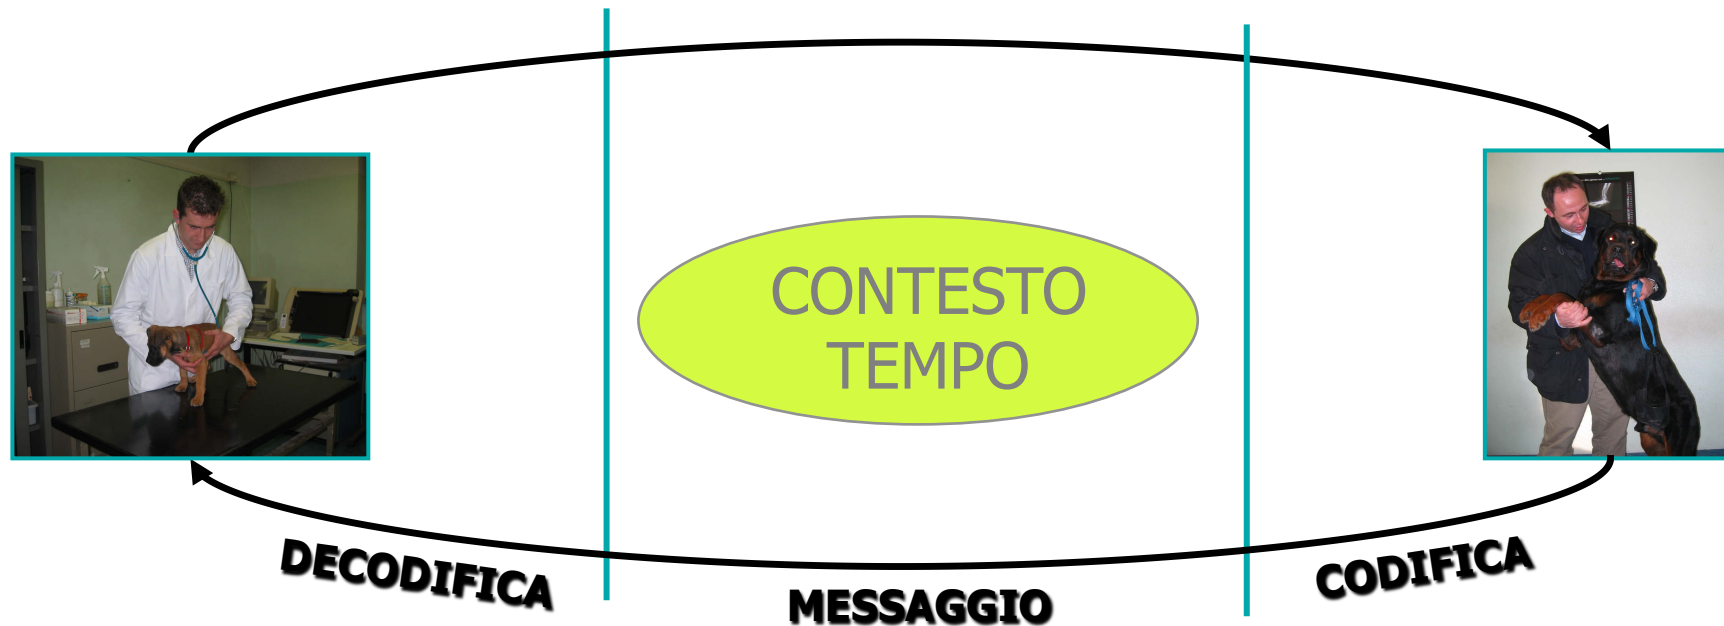 CONTESTO
TEMPO
DECODIFICA
MESSAGGIO
CODIFICA